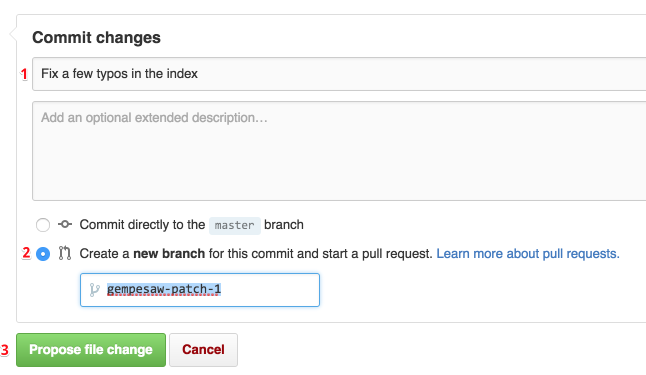 Commit changes
1 Fix a few typos in the index
Add an optional extended description…
Commit directly to the master branch
2 Create a new branch for this commit and start a pull request. Learn more about pull requests.
gempesaw-patch-1
3 Propose file change Cancel